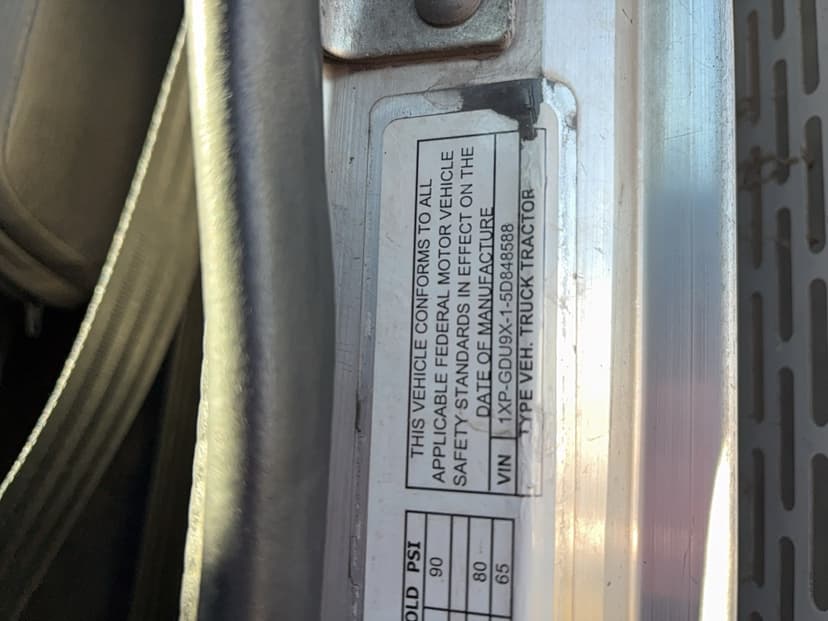 THIS VEHICLE CONFORMS TO ALL
APPLICABLE FEDERAL MOTOR VEHICLE
SAFETY STANDARDS IN EFFECT ON THE
DATE OF MANUFACTURE
VIN 1XP-GDU9X-1-5D848588
TYPE VEH. TRUCK TRACTOR
OLD PSI
90
80
65